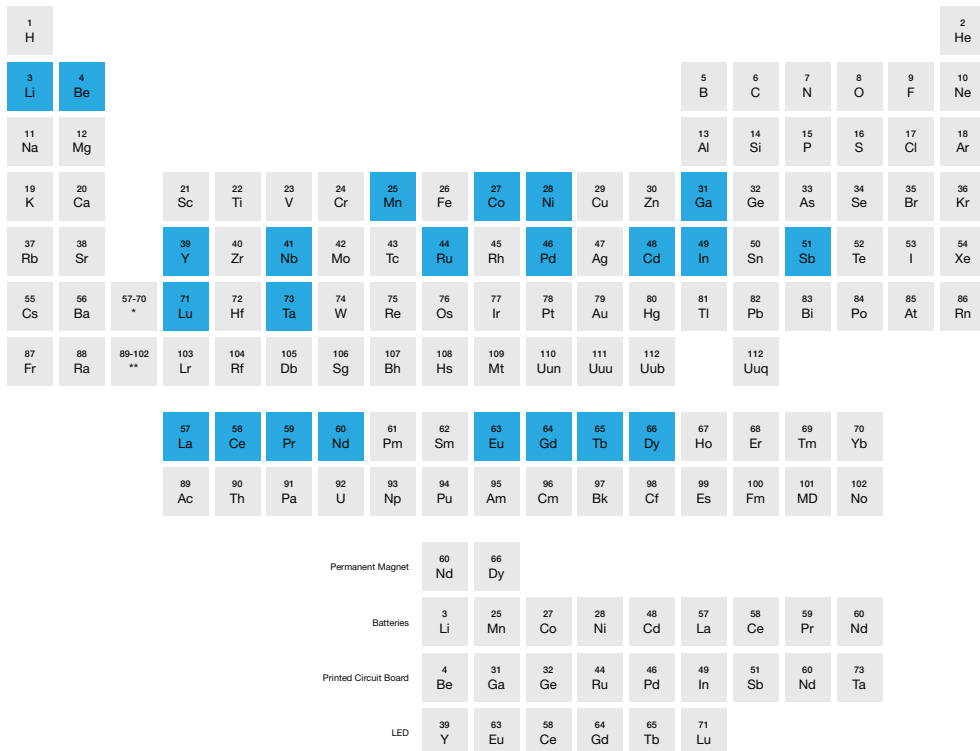 1 2
H He
3 4 5 6 7 8 9 10
Li Be B C N O F Ne
11 12 13 14 15 16 17 18
Na Mg Al Si P S Cl Ar
19 20 21 22 23 24 25 26 27 28 29 30 31 32 33 34 35 36
K Ca Sc Ti V Cr Mn Fe Co Ni Cu Zn Ga Ge As Se Br Kr
37 38 39 40 41 42 43 44 45 46 47 48 49 50 51 52 53 54
Rb Sr Y Zr Nb Mo Tc Ru Rh Pd Ag Cd In Sn Sb Te I Xe
55 56 57-70 71 72 73 74 75 76 77 78 79 80 81 82 83 84 85 86
Cs Ba * Lu Hf Ta W Re Os Ir Pt Au Hg Tl Pb Bi Po At Rn
87 88 89-102 103 104 105 106 107 108 109 110 111 112 112
Fr Ra ** Lr Rf Db Sg Bh Hs Mt Uun Uuu Uub Uuq
57 58 59 60 61 62 63 64 65 66 67 68 69 70
La Ce Pr Nd Pm Sm Eu Gd Tb Dy Ho Er Tm Yb
89 90 91 92 93 94 95 96 97 98 99 100 101 102
Ac Th Pa U Np Pu Am Cm Bk Cf Es Fm MD No
60 66
Permanent Magnet Nd Dy
3 25 27 28 48 57 58 59 60
Batteries Li Mn Co Ni Cd La Ce Pr Nd
4 31 32 44 46 49 51 60 73
Printed Circuit Board Be Ga Ge Ru Pd In Sb Nd Ta
39 63 58 64 65 71
LED Y Eu Ce Gd Tb Lu